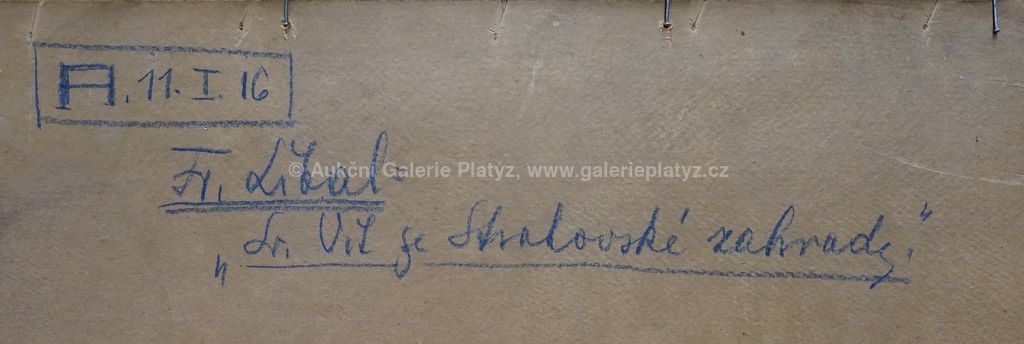 A. 11. I. 16
Fr. Líbal-
© Aukční Galerie Platýz, www.galerieplatyz.cz
„Sv. Vít ze Strahovské zahrady.“